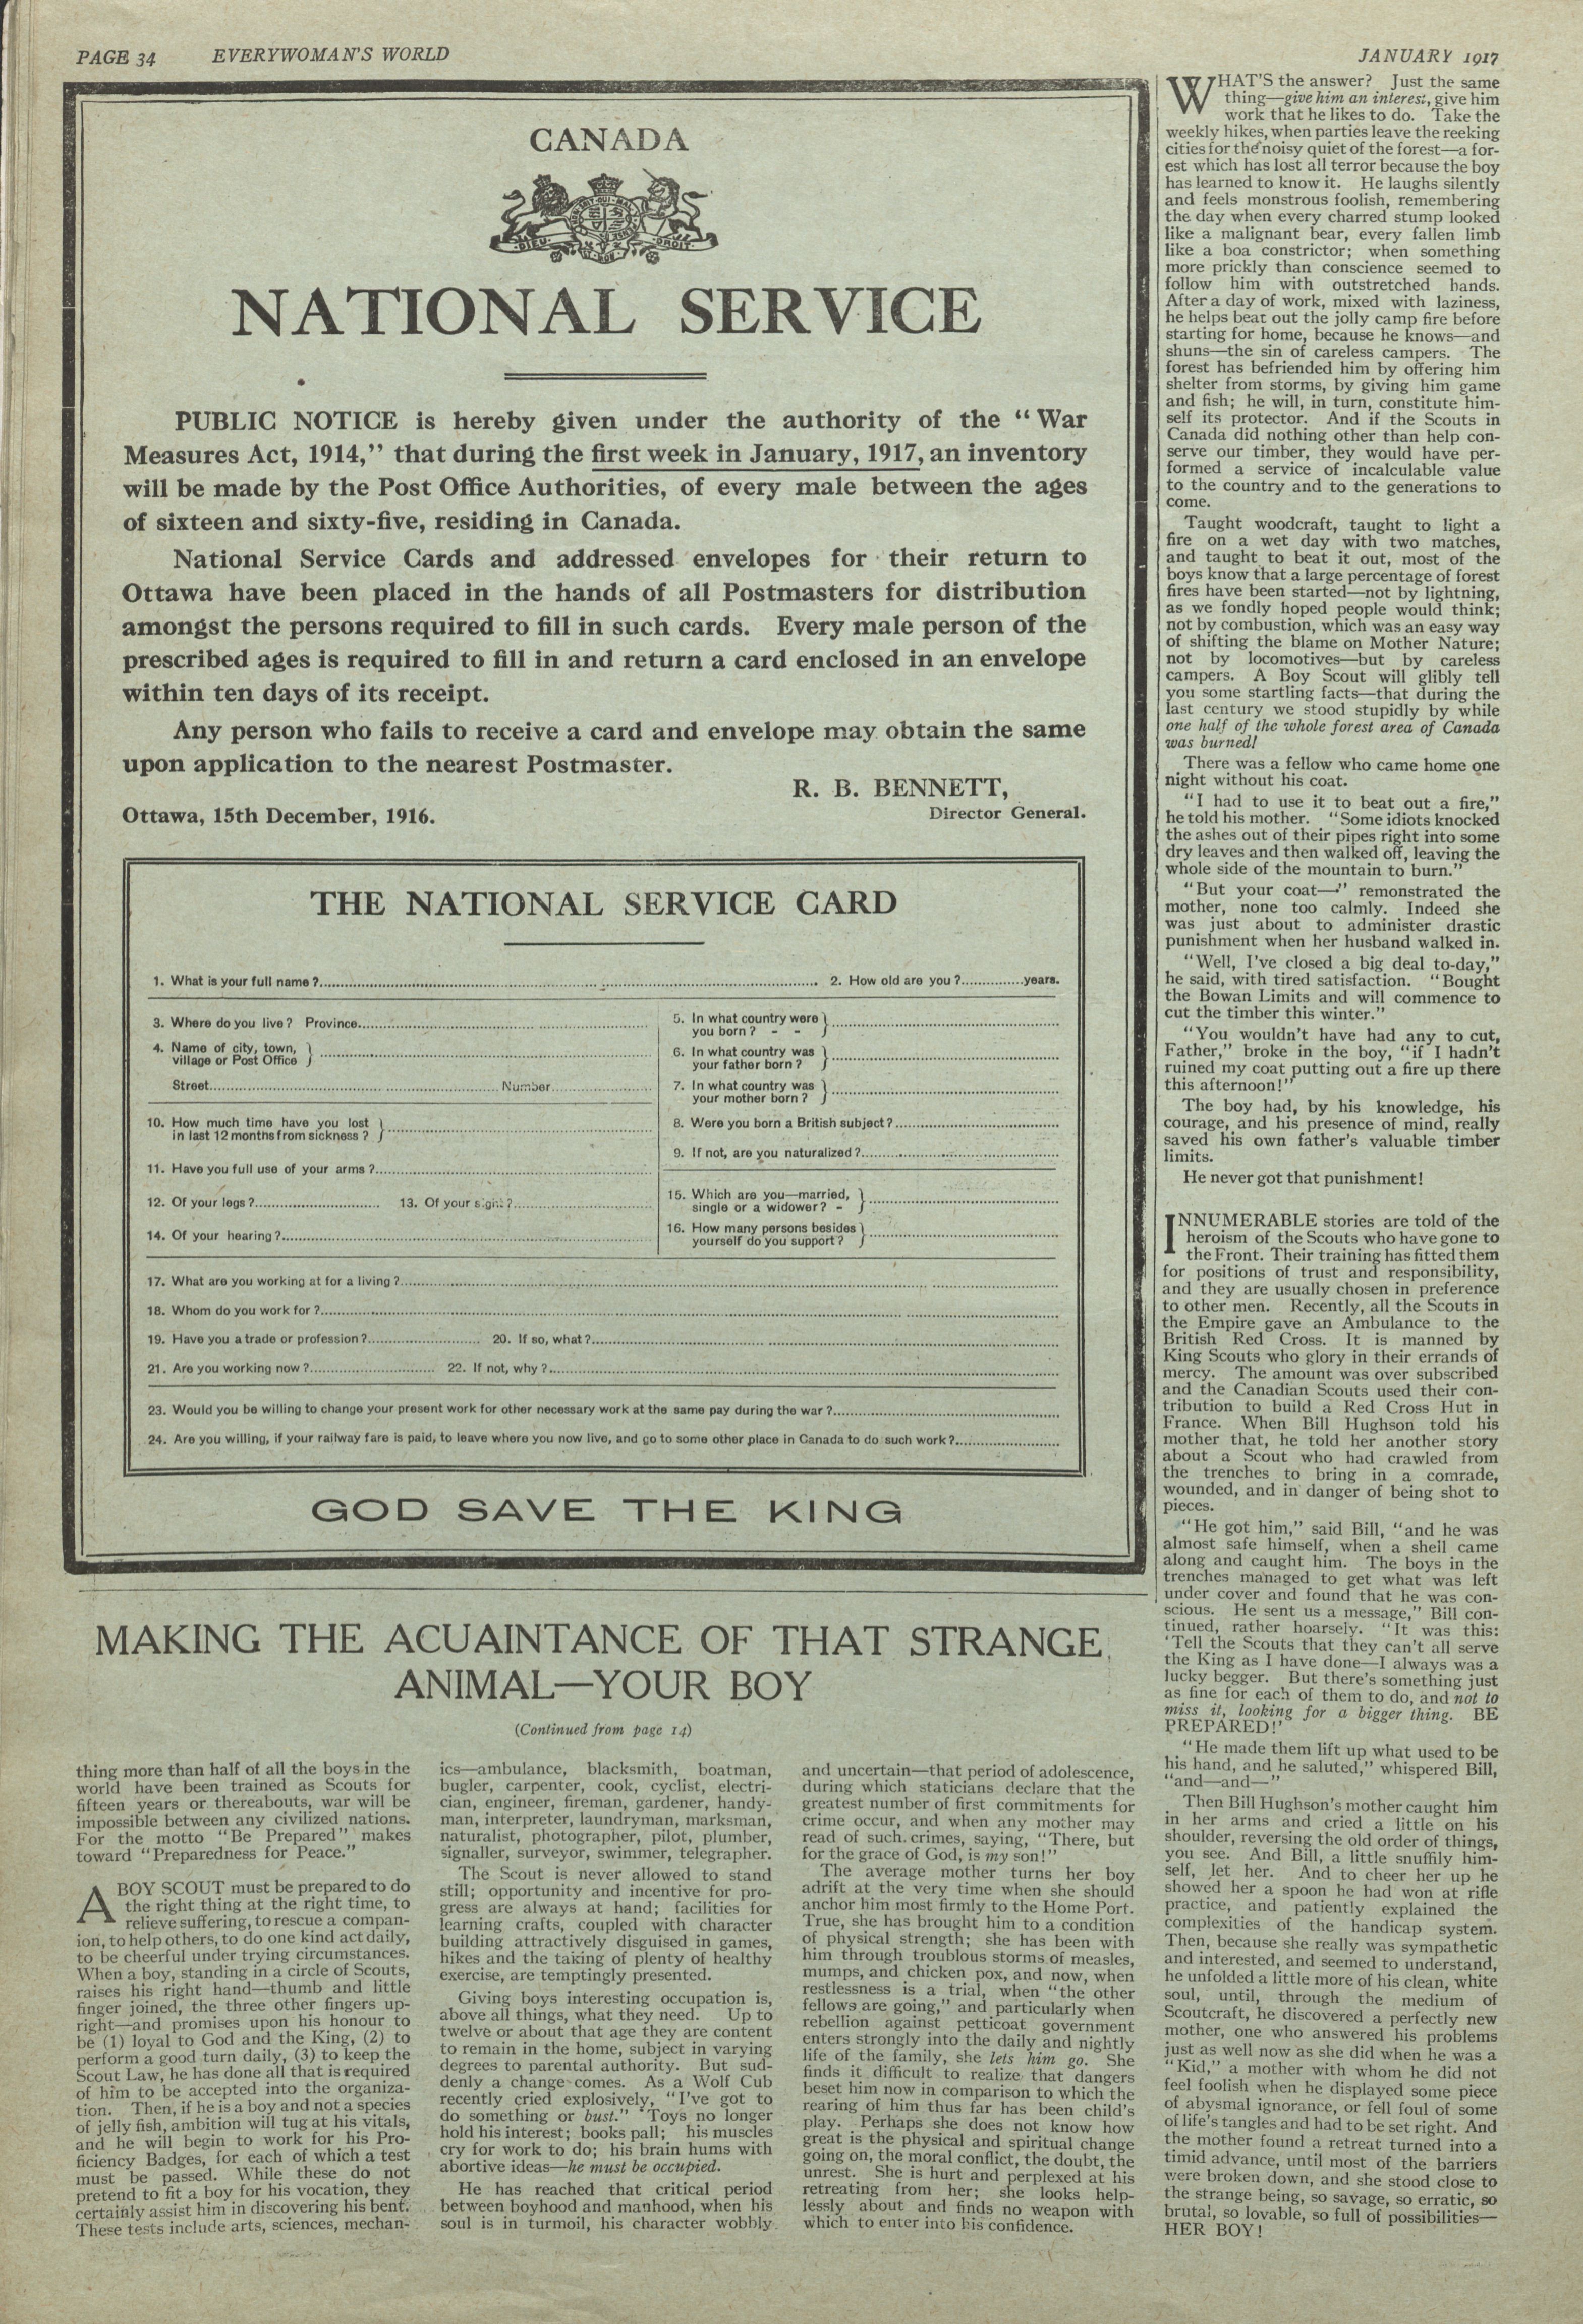 PAGE 34 EVERYWOMAN'S WORLD JANUARY 1917
CANADA
DIEU ET MON DROIT
NATIONAL SERVICE
PUBLIC NOTICE is hereby given under the authority of the "War
Measures Act, 1914," that during the first week in January, 1917, an inventory
will be made by the Post Office Authorities, of every male between the ages
of sixteen and sixty-five, residing in Canada.
National Service Cards and addressed envelopes for their return to
Ottawa have been placed in the hands of all Postmasters for distribution
amongst the persons required to fill in such cards. Every male person of the
prescribed ages is required to fill in and return a card enclosed in an envelope
within ten days of its receipt.
Any person who fails to receive a card and envelope may obtain the same
upon application to the nearest Postmaster.
R. B. BENNETT,
Ottawa, 15th December, 1916. Director General.
THE NATIONAL SERVICE CARD
1. What is your full name?.......... 2. How old are you?..........years.
3. Where do you live? Province..........
4. Name of city, town,
village or Post Office }..........
Street..........Number..........
5. In what country were
you born? - - }..........
6. In what country was
your father born? }..........
7. In what country was
your mother born? }..........
10. How much time have you lost
in last 12 months from sickness? }..........
8. Were you born a British subject?..........
9. If not, are you naturalized?..........
11. Have you full use of your arms?..........
12. Of your legs?.......... 13. Of your sight?..........
14. Of your hearing?..........
15. Which are you—married,
single or a widower? - }..........
16. How many persons besides
yourself do you support? }..........
17. What are you working at for a living?..........
18. Whom do you work for?..........
19. Have you a trade or profession?.......... 20. If so, what?..........
21. Are you working now?.......... 22. If not, why?..........
23. Would you be willing to change your present work for other necessary work at the same pay during the war?..........
24. Are you willing, if your railway fare is paid, to leave where you now live, and go to some other place in Canada to do such work?..........
GOD SAVE THE KING
MAKING THE ACUAINTANCE OF THAT STRANGE
ANIMAL—YOUR BOY
(Continued from page 14)
thing more than half of all the boys in the
world have been trained as Scouts for
fifteen years or thereabouts, war will be
impossible between any civilized nations.
For the motto "Be Prepared" makes
toward "Preparedness for Peace."
A BOY SCOUT must be prepared to do
the right thing at the right time, to
relieve suffering, to rescue a compan-
ion, to help others, to do one kind act daily,
to be cheerful under trying circumstances.
When a boy, standing in a circle of Scouts,
raises his right hand—thumb and little
finger joined, the three other fingers up-
right—and promises upon his honour to
be (1) loyal to God and the King, (2) to
perform a good turn daily, (3) to keep the
Scout Law, he has done all that is required
of him to be accepted into the organiza-
tion. Then, if he is a boy and not a species
of jelly fish, ambition will tug at his vitals,
and he will begin to work for his Pro-
ficiency Badges, for each of which a test
must be passed. While these do not
pretend to fit a boy for his vocation, they
certainly assist him in discovering his bent.
These tests include arts, sciences, mechan-
ics—ambulance, blacksmith, boatman,
bugler, carpenter, cook, cyclist, electri-
cian, engineer, fireman, gardener, handy-
man, interpreter, laundryman, marksman,
naturalist, photographer, pilot, plumber,
signaller, surveyor, swimmer, telegrapher.
The Scout is never allowed to stand
still; opportunity and incentive for pro-
gress are always at hand; facilities for
learning crafts, coupled with character
building attractively disguised in games,
hikes and the taking of plenty of healthy
exercise, are temptingly presented.
Giving boys interesting occupation is,
above all things, what they need. Up to
twelve or about that age they are content
to remain in the home, subject in varying
degrees to parental authority. But sud-
denly a change comes. As a Wolf Cub
recently cried explosively, "I've got to
do something or bust." Toys no longer
hold his interest; books pall; his muscles
cry for work to do; his brain hums with
abortive ideas—he must be occupied.
He has reached that critical period
between boyhood and manhood, when his
soul is in turmoil, his character wobbly
and uncertain—that period of adolescence,
during which staticians declare that the
greatest number of first commitments for
crime occur, and when any mother may
read of such crimes, saying, "There, but
for the grace of God, is my son!"
The average mother turns her boy
adrift at the very time when she should
anchor him most firmly to the Home Port.
True, she has brought him to a condition
of physical strength; she has been with
him through troublous storms of measles,
mumps, and chicken pox, and now, when
restlessness is a trial, when "the other
fellows are going," and particularly when
rebellion against petticoat government
enters strongly into the daily and nightly
life of the family, she lets him go. She
finds it difficult to realize that dangers
beset him now in comparison to which the
rearing of him thus far has been child's
play. Perhaps she does not know how
great is the physical and spiritual change
going on, the moral conflict, the doubt, the
unrest. She is hurt and perplexed at his
retreating from her; she looks help-
lessly about and finds no weapon with
which to enter into his confidence.
WHAT'S the answer? Just the same
thing—give him an interest, give him
work that he likes to do. Take the
weekly hikes, when parties leave the reeking
cities for the noisy quiet of the forest—a for-
est which has lost all terror because the boy
has learned to know it. He laughs silently
and feels monstrous foolish, remembering
the day when every charred stump looked
like a malignant bear, every fallen limb
like a boa constrictor; when something
more prickly than conscience seemed to
follow him with outstretched hands.
After a day of work, mixed with laziness,
he helps beat out the jolly camp fire before
starting for home, because he knows—and
shuns—the sin of careless campers. The
forest has befriended him by offering him
shelter from storms, by giving him game
and fish; he will, in turn, constitute him-
self its protector. And if the Scouts in
Canada did nothing other than help con-
serve our timber, they would have per-
formed a service of incalculable value
to the country and to the generations to
come.
Taught woodcraft, taught to light a
fire on a wet day with two matches,
and taught to beat it out, most of the
boys know that a large percentage of forest
fires have been started—not by lightning,
as we fondly hoped people would think;
not by combustion, which was an easy way
of shifting the blame on Mother Nature;
not by locomotives—but by careless
campers. A Boy Scout will glibly tell
you some startling facts—that during the
last century we stood stupidly by while
one half of the whole forest area of Canada
was burned!
There was a fellow who came home one
night without his coat.
"I had to use it to beat out a fire,"
he told his mother. "Some idiots knocked
the ashes out of their pipes right into some
dry leaves and then walked off, leaving the
whole side of the mountain to burn."
"But your coat—" remonstrated the
mother, none too calmly. Indeed she
was just about to administer drastic
punishment when her husband walked in.
"Well, I've closed a big deal to-day,"
he said, with tired satisfaction. "Bought
the Bowan Limits and will commence to
cut the timber this winter."
"You wouldn't have had any to cut,
Father," broke in the boy, "if I hadn't
ruined my coat putting out a fire up there
this afternoon!"
The boy had, by his knowledge, his
courage, and his presence of mind, really
saved his own father's valuable timber
limits.
He never got that punishment!
INNUMERABLE stories are told of the
heroism of the Scouts who have gone to
the Front. Their training has fitted them
for positions of trust and responsibility,
and they are usually chosen in preference
to other men. Recently, all the Scouts in
the Empire gave an Ambulance to the
British Red Cross. It is manned by
King Scouts who glory in their errands of
mercy. The amount was over subscribed
and the Canadian Scouts used their con-
tribution to build a Red Cross Hut in
France. When Bill Hughson told his
mother that, he told her another story
about a Scout who had crawled from
the trenches to bring in a comrade,
wounded, and in danger of being shot to
pieces.
"He got him," said Bill, "and he was
almost safe himself, when a shell came
along and caught him. The boys in the
trenches managed to get what was left
under cover and found that he was con-
scious. He sent us a message," Bill con-
tinued, rather hoarsely. "It was this:
'Tell the Scouts that they can't all serve
the King as I have done—I always was a
lucky begger. But there's something just
as fine for each of them to do, and not to
miss it, looking for a bigger thing. BE
PREPARED!'
"He made them lift up what used to be
his hand, and he saluted," whispered Bill,
"and—and—"
Then Bill Hughson's mother caught him
in her arms and cried a little on his
shoulder, reversing the old order of things,
you see. And Bill, a little snuffily him-
self, let her. And to cheer her up he
showed her a spoon he had won at rifle
practice, and patiently explained the
complexities of the handicap system.
Then, because she really was sympathetic
and interested, and seemed to understand,
he unfolded a little more of his clean, white
soul, until, through the medium of
Scoutcraft, he discovered a perfectly new
mother, one who answered his problems
just as well now as she did when he was a
"Kid," a mother with whom he did not
feel foolish when he displayed some piece
of abysmal ignorance, or fell foul of some
of life's tangles and had to be set right. And
the mother found a retreat turned into a
timid advance, until most of the barriers
were broken down, and she stood close to
the strange being, so savage, so erratic, so
brutal, so lovable, so full of possibilities—
HER BOY!